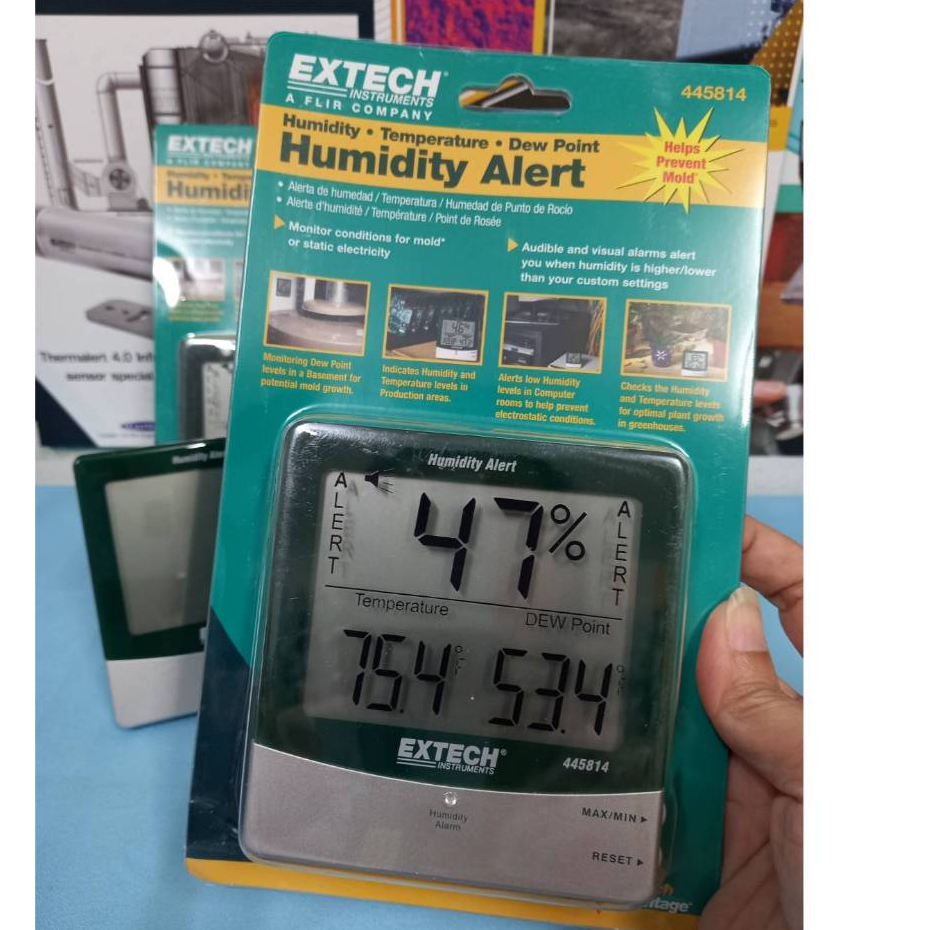 EXTECH®
INSTRUMENTS
A FLIR COMPANY
445814
Humidity • Temperature • Dew Point
Humidity Alert
Helps
Prevent
Mold*
• Alerta de humedad / Temperatura / Humedad de Punto de Rocío
• Alerte d'humidité / Température / Point de Rosée
Monitor conditions for mold*
or static electricity
Audible and visual alarms alert
you when humidity is higher/lower
than your custom settings
Monitoring Dew Point
levels in a Basement for
potential mold growth.
Indicates Humidity and
Temperature levels in
Production areas.
Alerts low Humidity
levels in Computer
rooms to help prevent
electrostatic conditions.
Checks the Humidity
and Temperature levels
for optimal plant growth
in greenhouses.
Humidity Alert
ALERT
47%
ALERT
Temperature
DEW Point
75.4°F
53.4°F
EXTECH®
INSTRUMENTS
445814
Humidity
Alarm
MAX/MIN
RESET
EXTECH
Thermalert 4.0